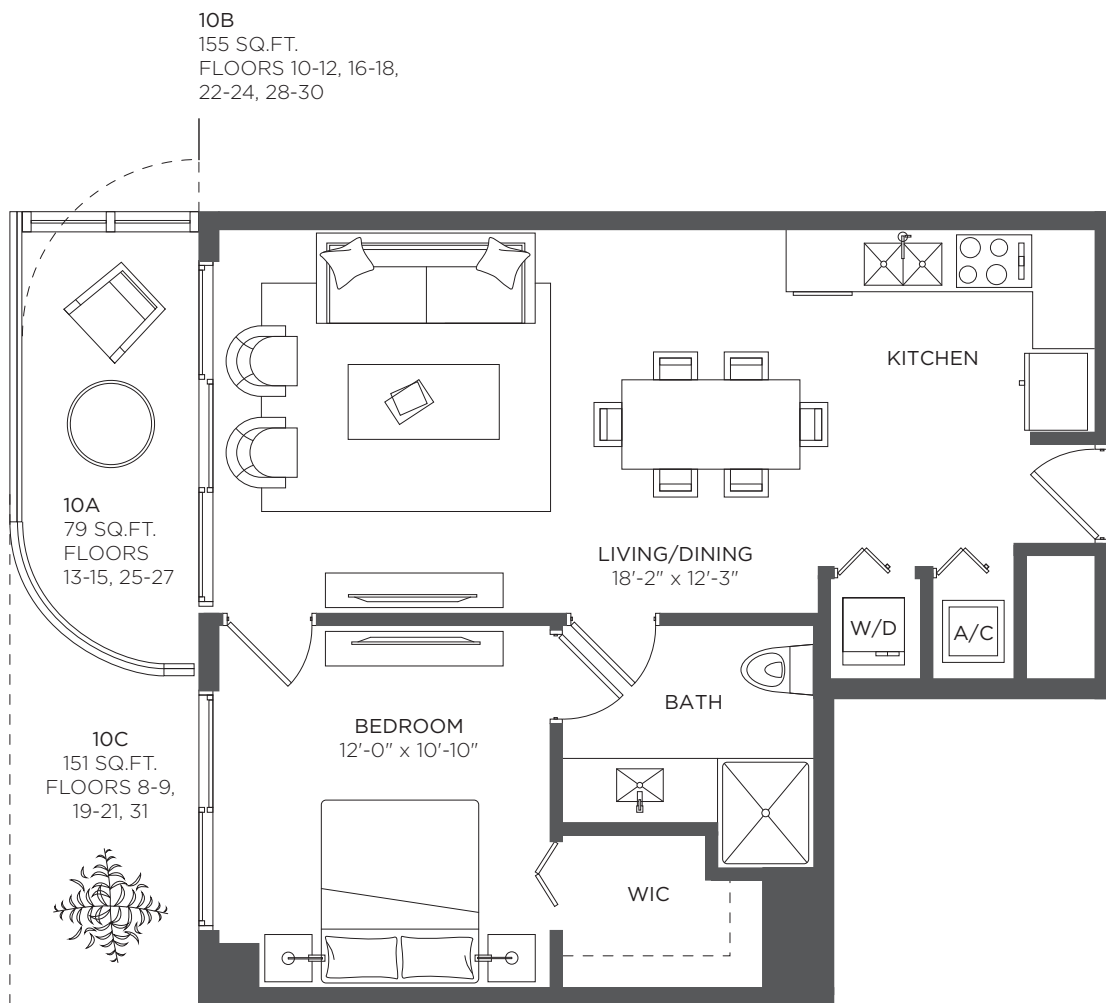 10B
155 SQ.FT.
FLOORS 10-12, 16-18,
22-24, 28-30
KITCHEN
10A
79 SQ.FT.
FLOORS
13-15, 25-27
LIVING/DINING
18'-2" x 12'-3"
W/D
A/C
BATH
BEDROOM
12'-0" x 10'-10"
10C
151 SQ.FT.
FLOORS 8-9,
19-21, 31
WIC